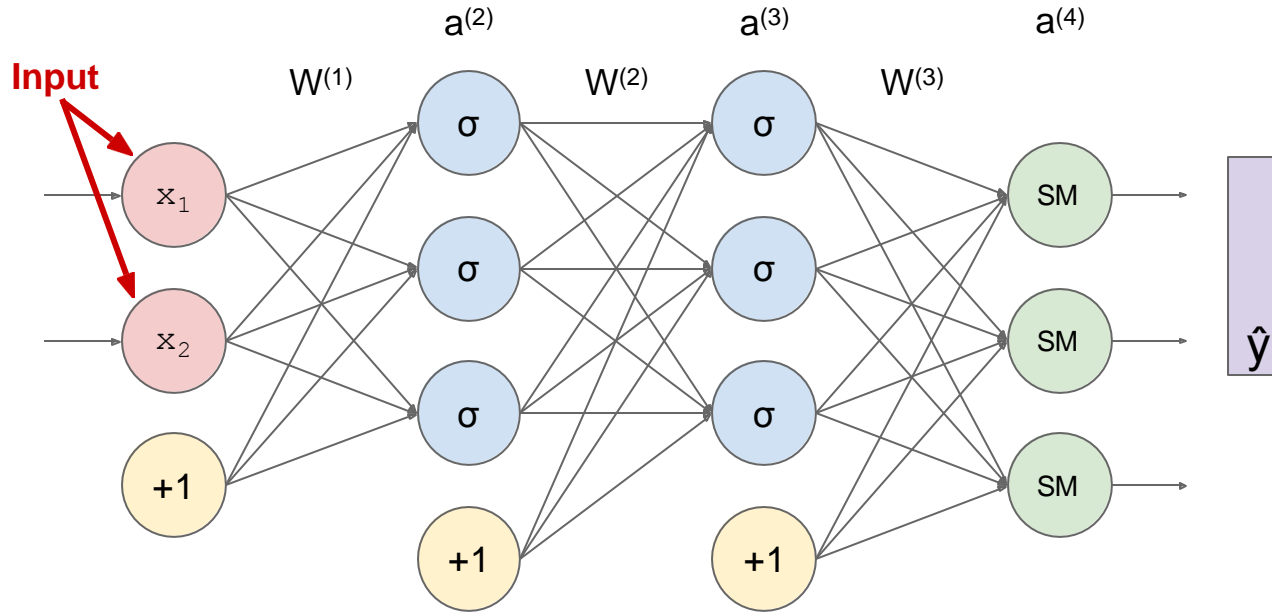 a⁽²⁾ a⁽³⁾ a⁽⁴⁾
Input W⁽¹⁾ W⁽²⁾ W⁽³⁾
σ σ
x₁ SM
σ σ
x₂ SM
ŷ
σ σ
+1 SM
+1 +1